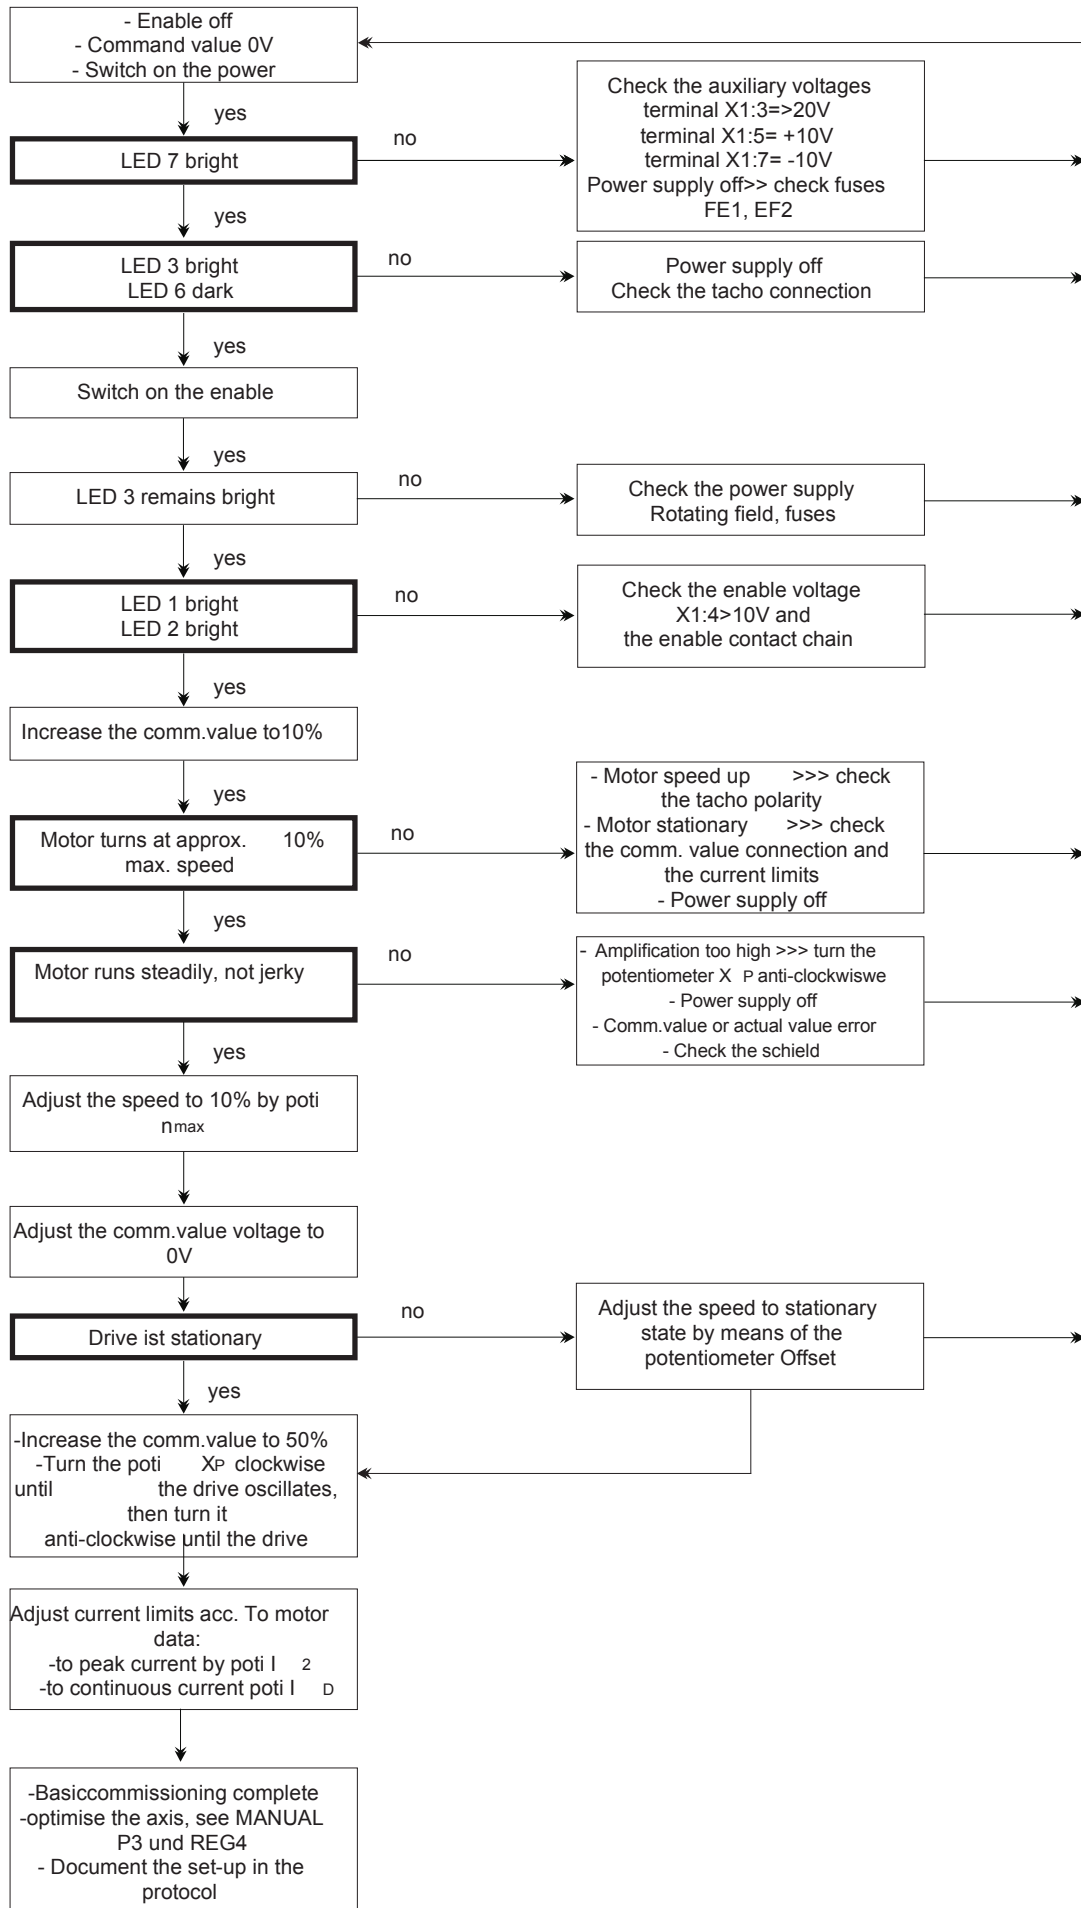 - Enable off
- Command value 0V
- Switch on the power
yes
LED 7 bright
no
Check the auxiliary voltages
terminal X1:3=>20V
terminal X1:5= +10V
terminal X1:7= -10V
Power supply off>> check fuses
FE1, EF2
yes
LED 3 bright
LED 6 dark
no
Power supply off
Check the tacho connection
yes
Switch on the enable
yes
LED 3 remains bright
no
Check the power supply
Rotating field, fuses
yes
LED 1 bright
LED 2 bright
no
Check the enable voltage
X1:4>10V and
the enable contact chain
yes
Increase the comm.value to10%
yes
Motor turns at approx. 10%
max. speed
no
- Motor speed up >>> check
the tacho polarity
- Motor stationary >>> check
the comm. value connection and
the current limits
- Power supply off
yes
Motor runs steadily, not jerky
no
- Amplification too high >>> turn the
potentiometer X P anti-clockwiswe
- Power supply off
- Comm.value or actual value error
- Check the schield
yes
Adjust the speed to 10% by poti
nmax
Adjust the comm.value voltage to
0V
Drive ist stationary
no
Adjust the speed to stationary
state by means of the
potentiometer Offset
yes
-Increase the comm.value to 50%
-Turn the poti XP clockwise
until the drive oscillates,
then turn it
anti-clockwise until the drive
Adjust current limits acc. To motor
data:
-to peak current by poti I 2
-to continuous current poti I D
-Basiccommissioning complete
-optimise the axis, see MANUAL
P3 und REG4
- Document the set-up in the
protocol